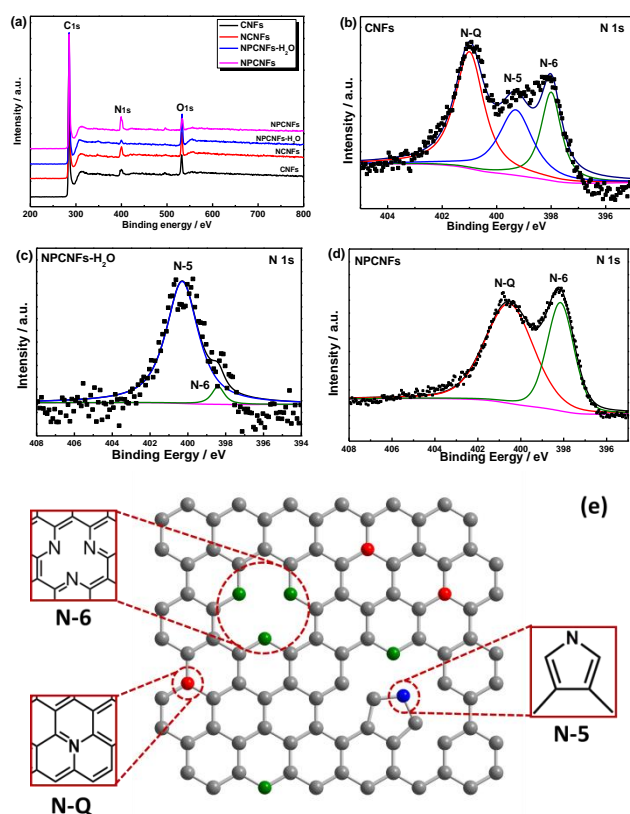 (a)
C1s
N1s
O1s
CNFs
NCNFs
NPCNFs-H2O
NPCNFs
NPCNFs
NPCNFs-H2O
NCNFs
CNFs
Intensity / a.u.
200 300 400 500 600 700 800
Binding energy / eV
(b) CNFs N-Q N 1s
N-5 N-6
Intensity / a.u.
404 402 400 398 396
Binding Eergy / eV
(c)
NPCNFs-H2O N-5 N 1s
N-6
Intensity / a.u.
408 406 404 402 400 398 396 394
Binding Eergy / eV
(d) NPCNFs N-Q N-6 N 1s
Intensity / a.u.
408 406 404 402 400 398 396
Binding Eergy / eV
(e)
N N
N
N-6
N
N-Q
N
N-5